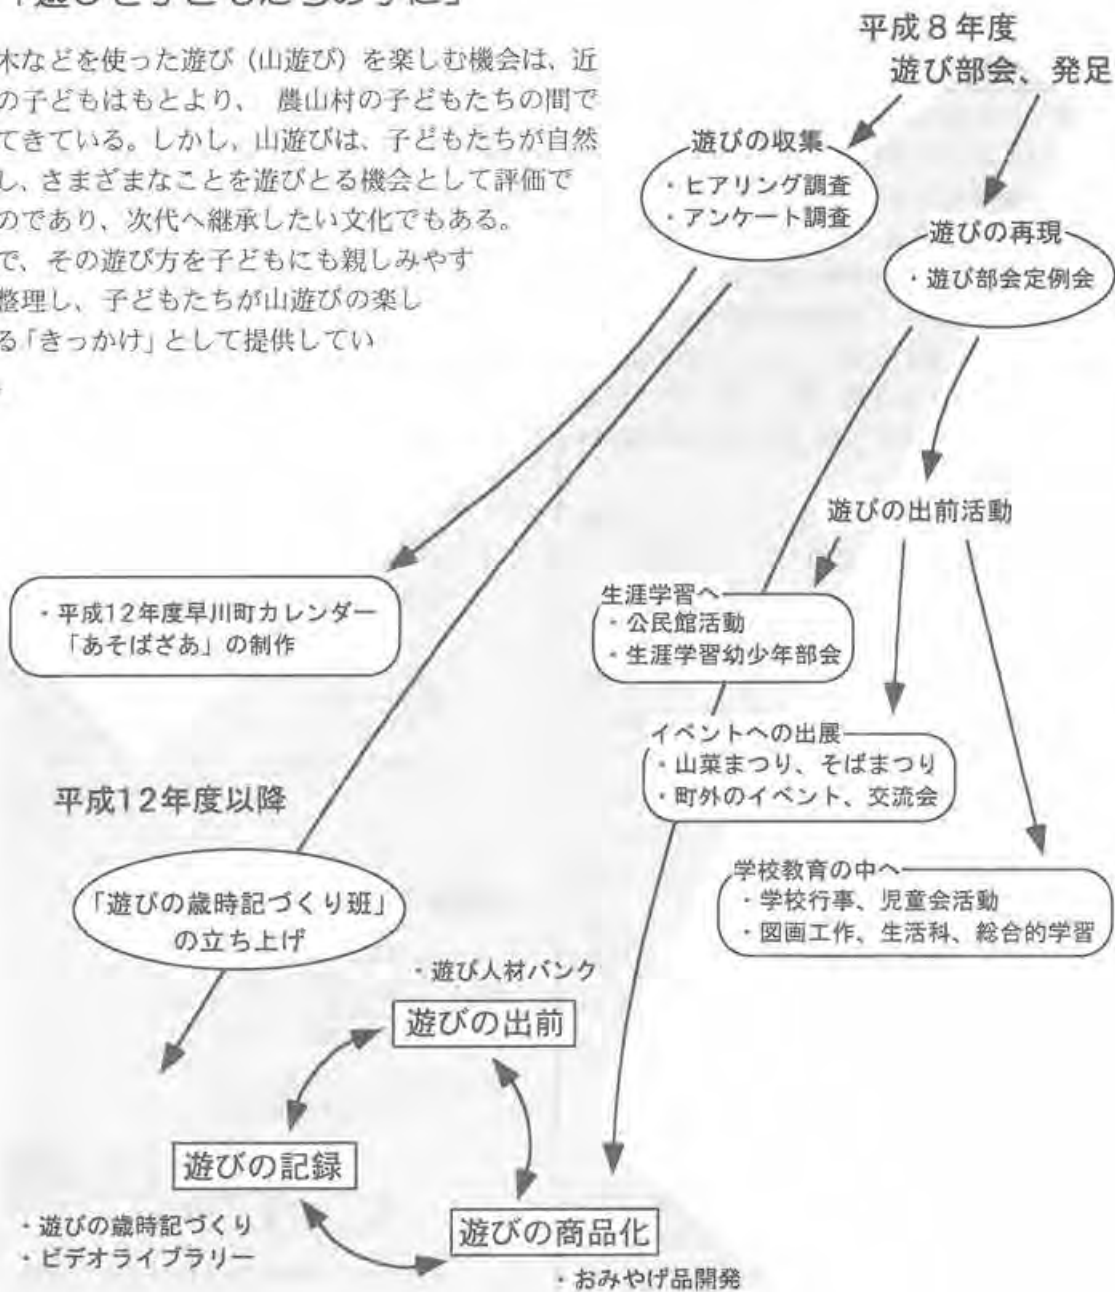 「遊びを子どもたちの手に」
木などを使った遊び（山遊び）を楽しむ機会は、近
の子どもはもとより、 農山村の子どもたちの間で
てきている。しかし、山遊びは、子どもたちが自然
し、さまざまなことを遊びとる機会として評価で
のであり、次代へ継承したい文化でもある。
で、その遊び方を子どもにも親しみやす
整理し、子どもたちが山遊びの楽し
る「きっかけ」として提供してい
平成８年度
遊び部会、発足
遊びの収集
・ヒアリング調査
・アンケート調査
遊びの再現
・遊び部会定例会
遊びの出前活動
・平成12年度早川町カレンダー
「あそばざあ」の制作
生涯学習へ
・公民館活動
・生涯学習幼少年部会
イベントへの出展
・山菜まつり、そばまつり
・町外のイベント、交流会
学校教育の中へ
・学校行事、児童会活動
・図画工作、生活科、総合的学習
平成12年度以降
「遊びの歳時記づくり班」
の立ち上げ
・遊び人材バンク
遊びの出前
遊びの記録
・遊びの歳時記づくり
・ビデオライブラリー
遊びの商品化
・おみやげ品開発